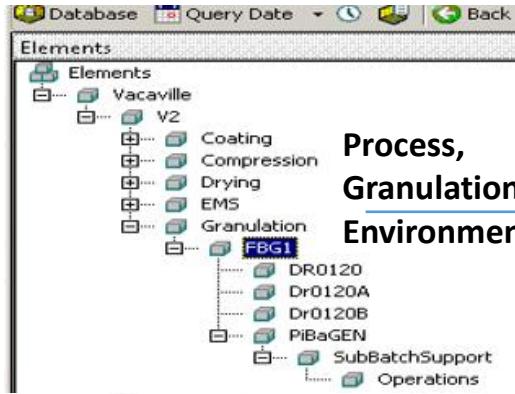 Database Query Date Back
Elements
Elements
Vacaville
V2
Coating
Compression
Drying
EMS
Granulation
FBG1
DR0120
Dr0120A
Dr0120B
PiBaGEN
SubBatchSupport
Operations
Process,
Granulation
Environmen